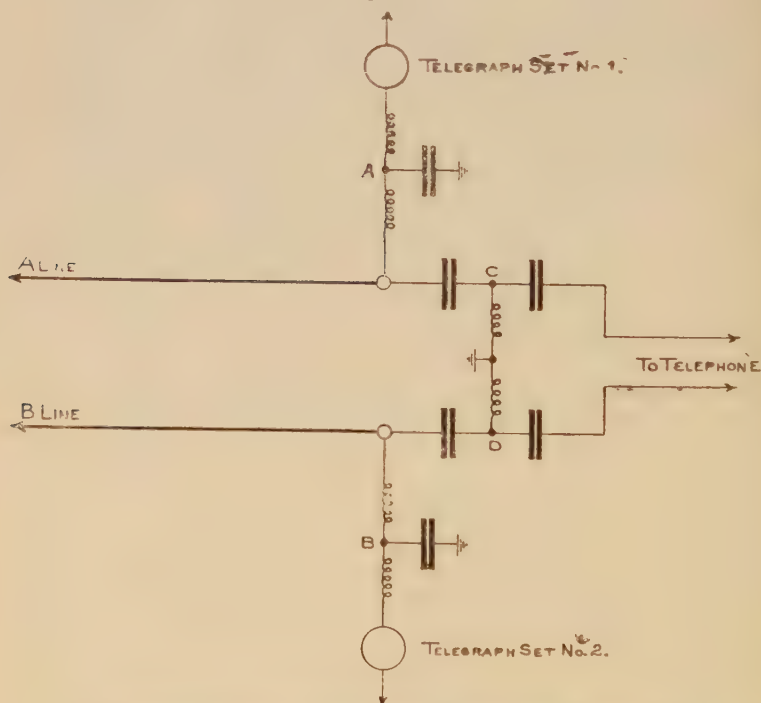 TELEGRAPH SET No 1.
A
A LINE
C
TO TELEPHONE
B LINE
D
B
TELEGRAPH SET No. 2.